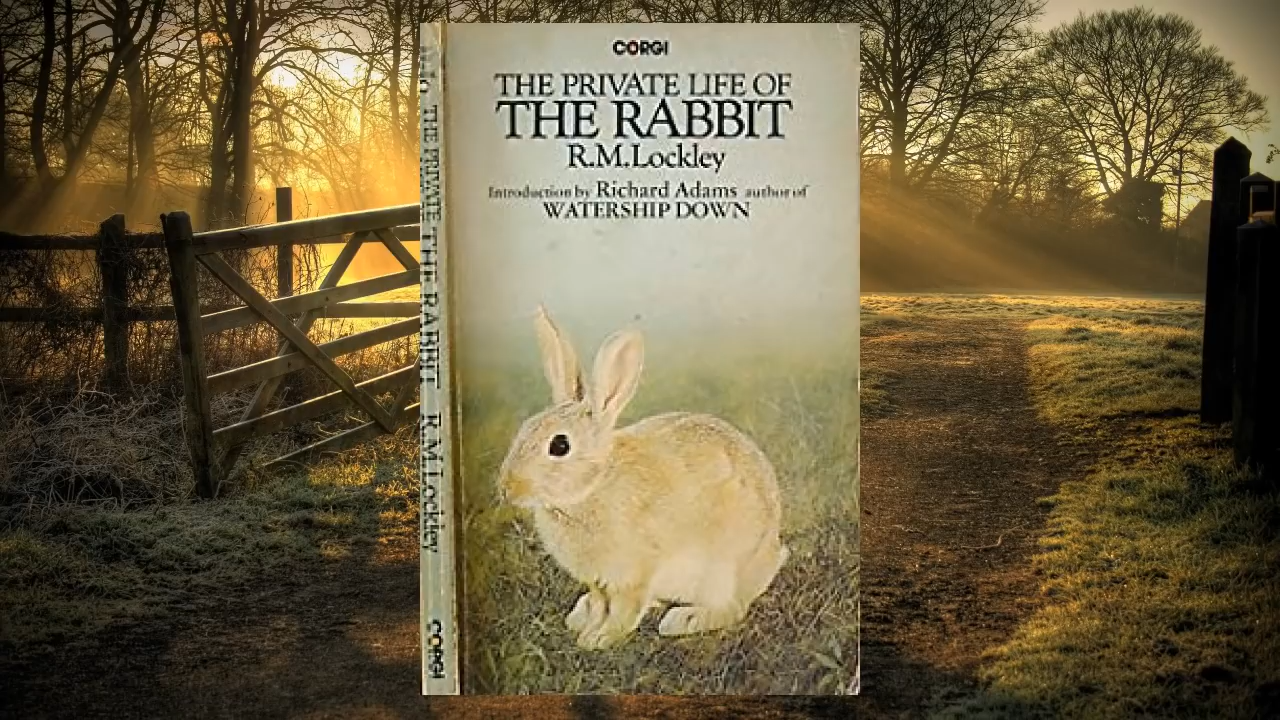 CORGI
THE PRIVATE LIFE OF
THE RABBIT
R.M.Lockley
Introduction by Richard Adams author of
WATERSHIP DOWN
THE PRIVATE LIFE OF THE RABBIT R.M.Lockley CORGI